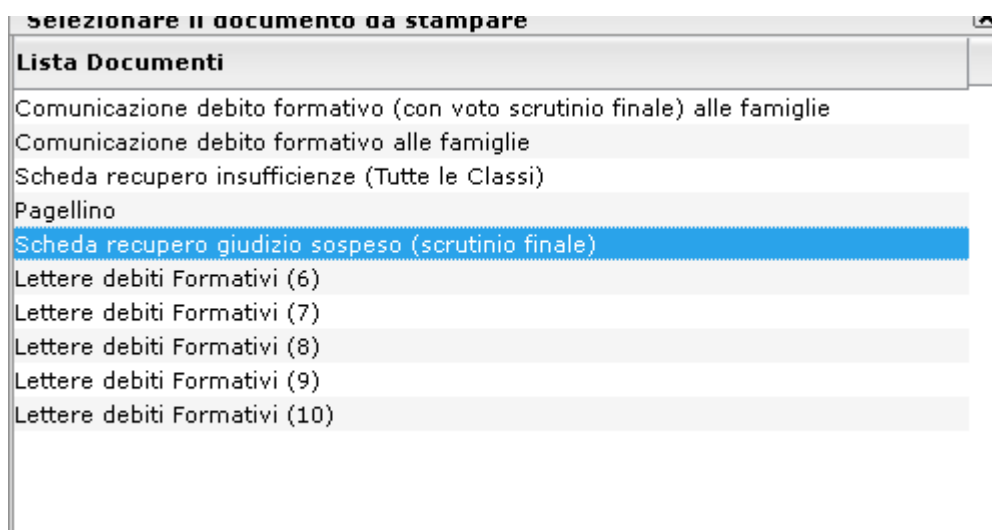 Selezionare il documento da stampare
Lista Documenti
Comunicazione debito formativo (con voto scrutinio finale) alle famiglie
Comunicazione debito formativo alle famiglie
Scheda recupero insufficienze (Tutte le Classi)
Pagellino
Scheda recupero giudizio sospeso (scrutinio finale)
Lettere debiti Formativi (6)
Lettere debiti Formativi (7)
Lettere debiti Formativi (8)
Lettere debiti Formativi (9)
Lettere debiti Formativi (10)